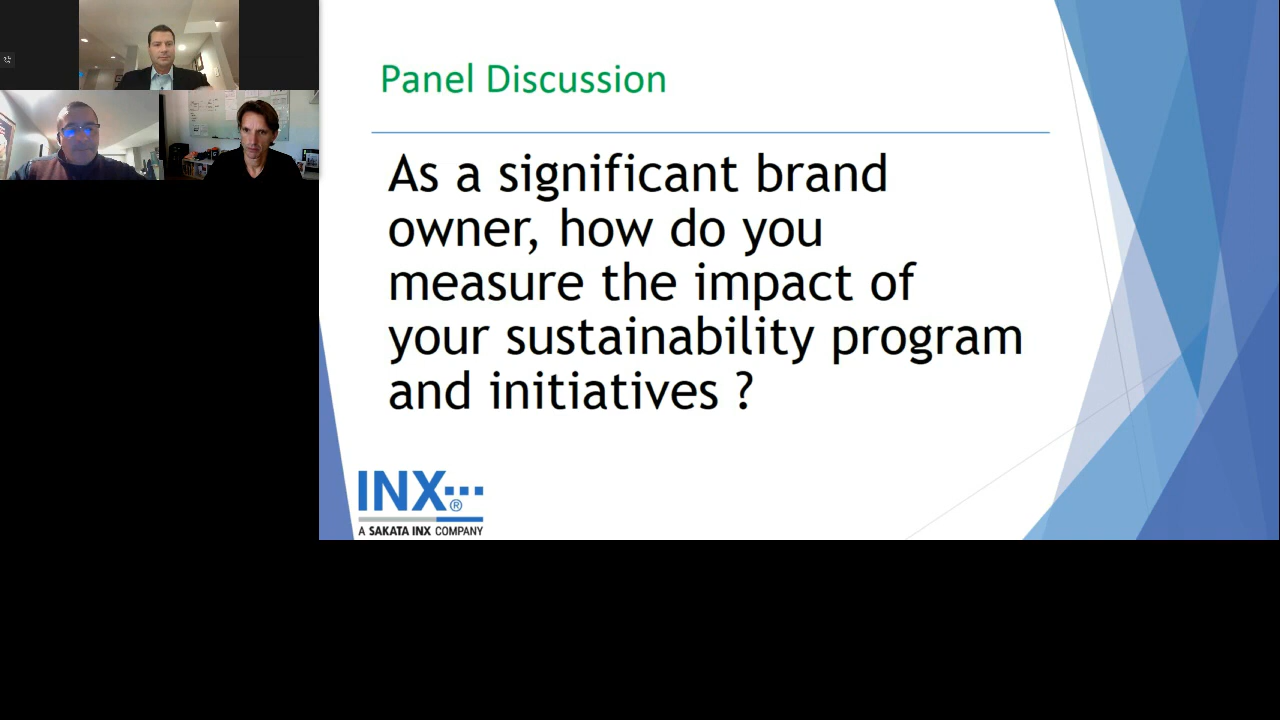 Panel Discussion
As a significant brand
owner, how do you
measure the impact of
your sustainability program
and initiatives ?
INX®
A SAKATA INX COMPANY